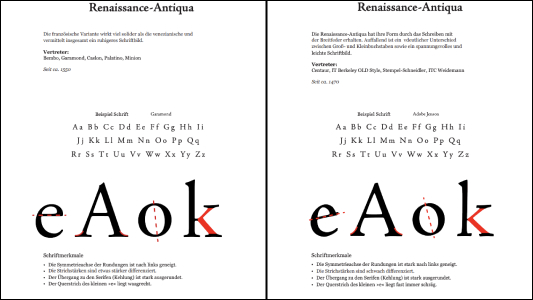 Renaissance-Antiqua
Die französische Variante wirkt viel solider als die venezianische und
vermittelt insgesamt ein ruhigeres Schriftbild.
Vertreter:
Bembo, Garamond, Caslon, Palatino, Minion
Seit ca. 1550
Beispiel Schrift Garamond
Aa Bb Cc Dd Ee Ff Gg Hh Ii
Jj Kk Ll Mm Nn Oo Pp Qq
Rr Ss Tt Uu Vv Ww Xx Yy Zz
eAok
Schriftmerkmale
• Die Symmetrieachse der Rundungen ist nach links geneigt.
• Die Strichstärken sind etwas stärker differenziert.
• Der Übergang zu den Serifen (Kehlung) ist stark ausgerundet.
• Der Querstrich des kleinen «e» liegt waagrecht.
Renaissance-Antiqua
Die Renaissance-Antiqua hat ihre Form durch das Schreiben mit
der Breitfeder erhalten. Auffallend ist ein deutlicher Unterschied
zwischen Groß- und Kleinbuchstaben sowie ein spannungsvolles und
leichtes Schriftbild.
Vertreter:
Centaur, IT Berkeley OLD Style, Stempel-Schneidler, ITC Weidemann
Seit ca. 1470
Beispiel Schrift Adobe Jenson
Aa Bb Cc Dd Ee Ff Gg Hh Ii
Jj Kk Ll Mm Nn Oo Pp Qq
Rr Ss Tt Uu Vv Ww Xx Yy Zz
eAok
Schriftmerkmale
• Die Symmetrieachse der Rundungen ist stark nach links geneigt.
• Die Strichstärken sind schwach differenziert.
• Der Übergang zu den Serifen (Kehlung) ist stark ausgerundet.
• Der Querstrich des kleinen «e» liegt fast immer schräg.